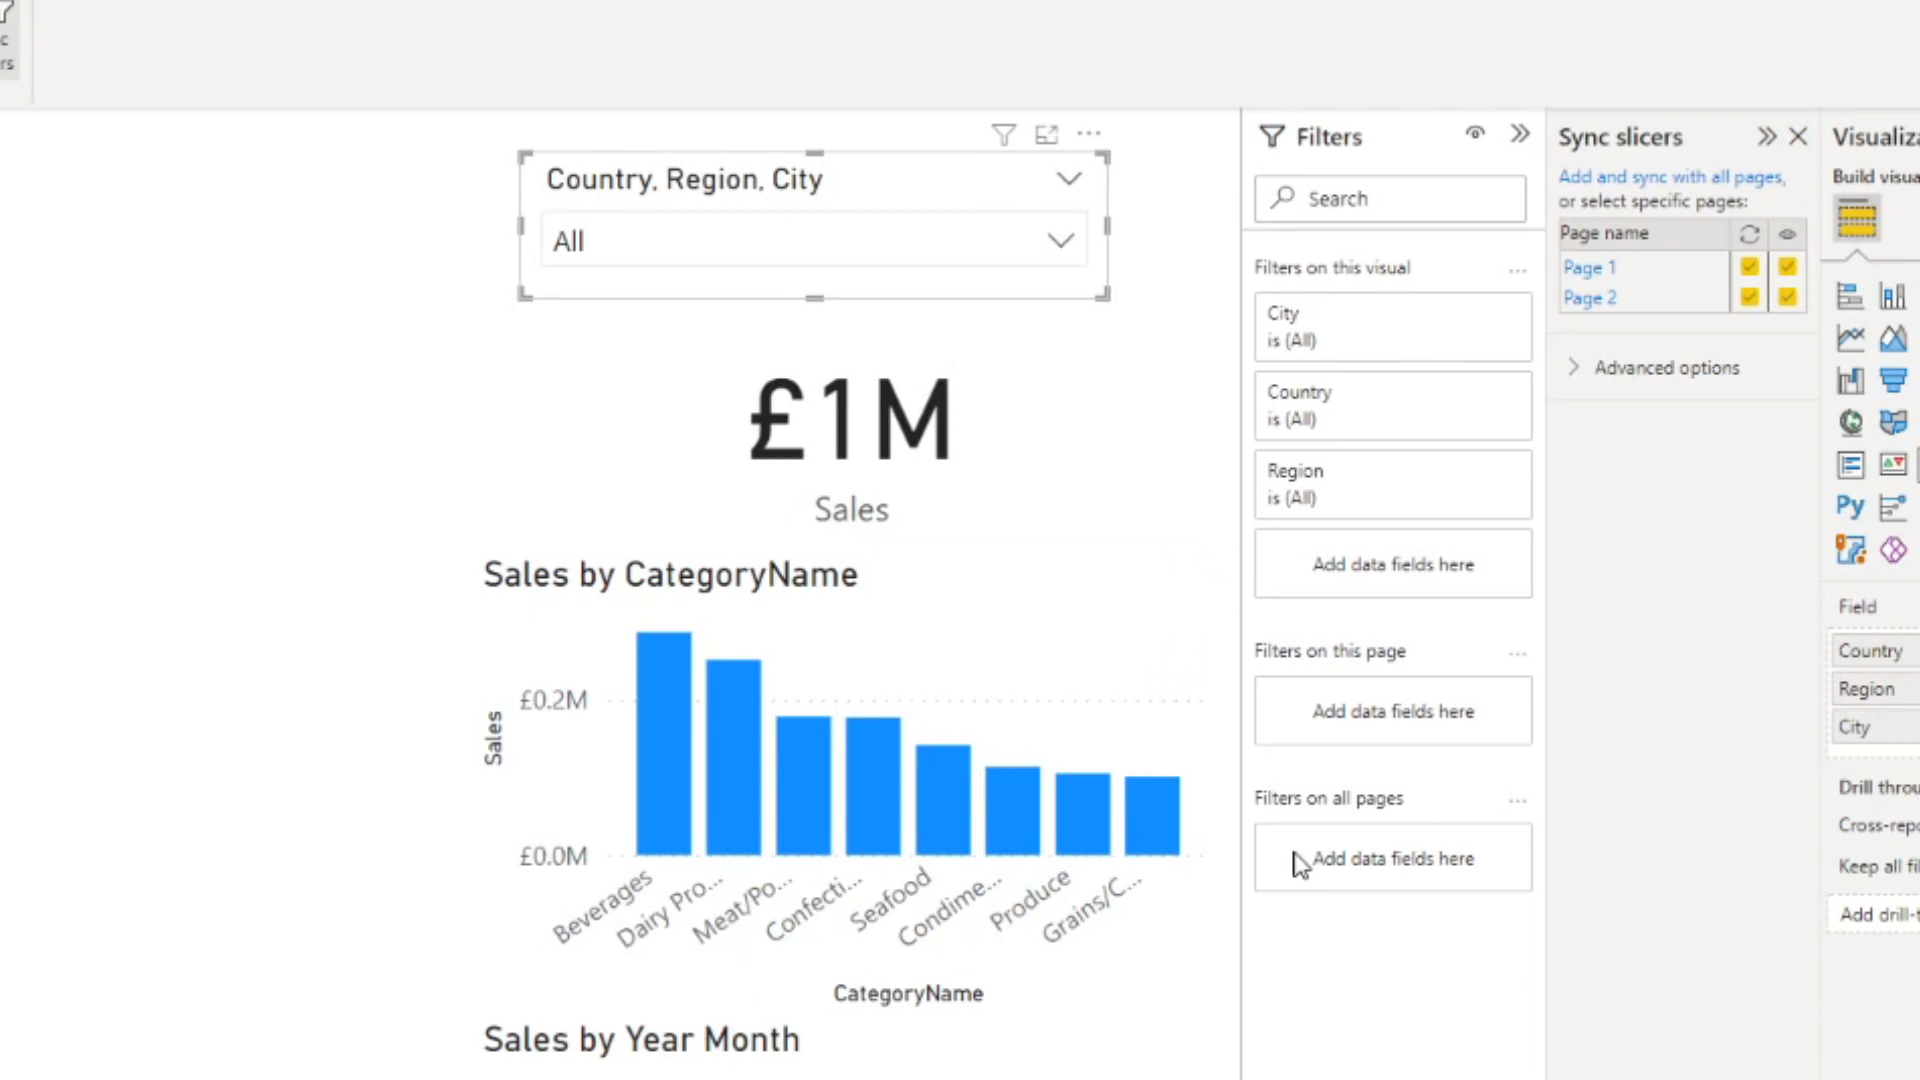 c
rs
Country, Region, City
All
£1M
Sales
Sales by CategoryName
£0.2M
Sales
£0.0M
Beverages
Dairy Pro...
Meat/Po...
Confecti...
Seafood
Condime...
Produce
Grains/C...
CategoryName
Sales by Year Month
Filters
Search
Filters on this visual
City
is (All)
Country
is (All)
Region
is (All)
Add data fields here
Filters on this page
Add data fields here
Filters on all pages
Add data fields here
Sync slicers
Add and sync with all pages,
or select specific pages:
Page name
Page 1
Page 2
Advanced options
Visualiza
Build visua
Py
Field
Country
Region
City
Drill throu
Cross-repo
Keep all fil
Add drill-t